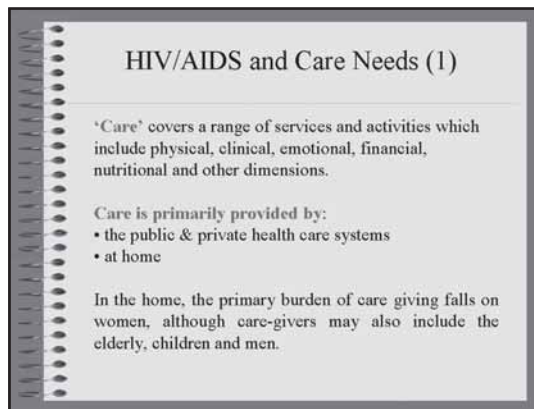 HIV/AIDS and Care Needs (1)
‘Care’ covers a range of services and activities which
include physical, clinical, emotional, financial,
nutritional and other dimensions.
Care is primarily provided by:
• the public & private health care systems
• at home
In the home, the primary burden of care giving falls on
women, although care-givers may also include the
elderly, children and men.